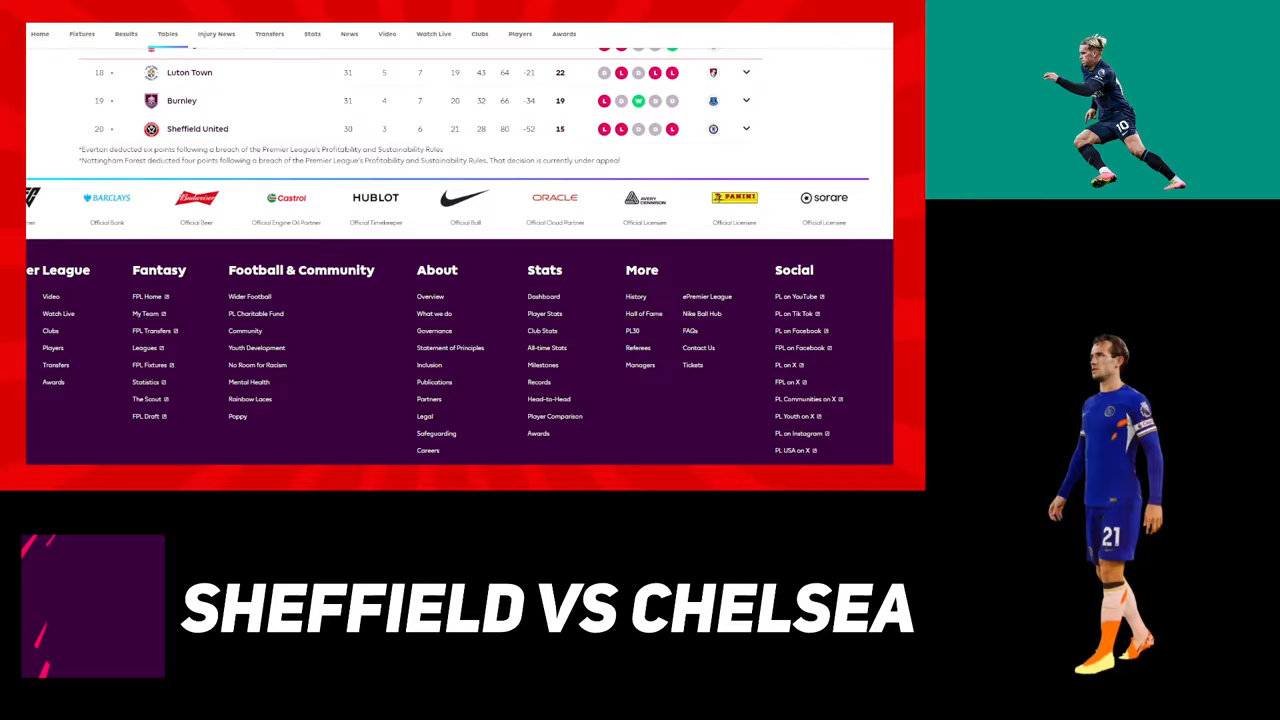 Home Fixtures Results Tables Injury News Transfers Stats News Video Watch Live Clubs Players Awards
18 Luton Town 31 5 7 19 43 64 -21 22 D L D L L
19 Burnley 31 4 7 20 32 66 -34 19 L D W D D
20 Sheffield United 30 3 6 21 28 80 -52 15 L L D D L
*Everton deducted six points following a breach of the Premier League's Profitability and Sustainability Rules
*Nottingham Forest deducted four points following a breach of the Premier League's Profitability and Sustainability Rules. That decision is currently under appeal
BARCLAYS Budweiser Castrol HUBLOT ORACLE AVERY DENNISON PANINI sorare
ner Official Bank Official Beer Official Engine Oil Partner Official Timekeeper Official Ball Official Cloud Partner Official Licensee Official Licensee Official Licensee
er League Fantasy Football & Community About Stats More Social
Video FPL Home Wider Football Overview Dashboard History ePremier League PL on YouTube
Watch Live My Team PL Charitable Fund What we do Player Stats Hall of Fame Nike Ball Hub PL on Tik Tok
Clubs FPL Transfers Community Governance Club Stats PL30 FAQs PL on Facebook
Players Leagues Youth Development Statement of Principles All-time Stats Referees Contact Us FPL on Facebook
Transfers FPL Fixtures No Room for Racism Inclusion Milestones Managers Tickets PL on X
Awards Statistics Mental Health Publications Records FPL on X
The Scout Rainbow Laces Partners Head-to-Head PL Communities on X
FPL Draft Poppy Legal Player Comparison PL Youth on X
Safeguarding Awards PL on Instagram
Careers PL USA on X
10
21
SHEFFIELD VS CHELSEA